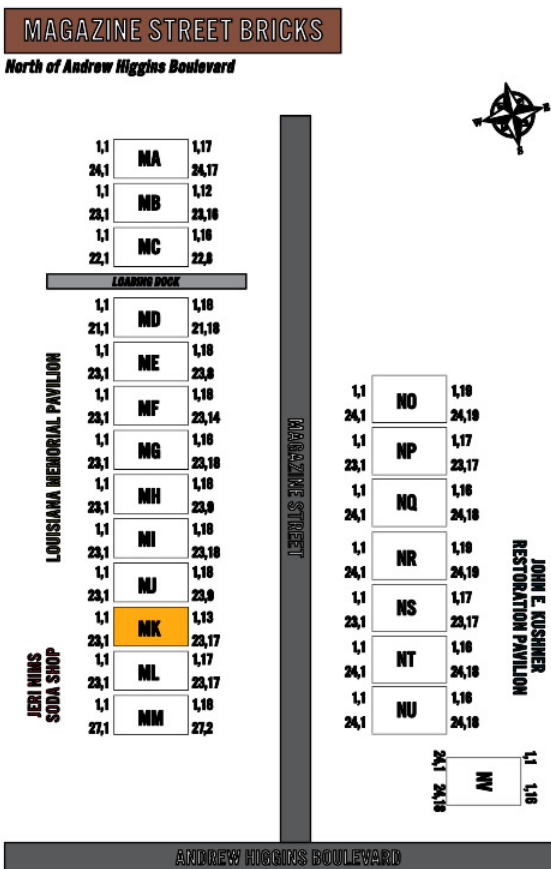 MAGAZINE STREET BRICKS
North of Andrew Higgins Boulevard
N
W E
S
1,1 MA 1,17
24,1 24,17
1,1 MB 1,12
23,1 23,16
1,1 MC 1,16
22,1 22,8
LOADING DOCK
1,1 MD 1,18
21,1 21,18
1,1 ME 1,18
23,1 23,8
1,1 MF 1,18
23,1 23,14
1,1 MG 1,18
23,1 23,18
1,1 MH 1,18
23,1 23,9
1,1 MI 1,18
23,1 23,18
1,1 MJ 1,18
23,1 23,9
1,1 MK 1,13
23,1 23,17
1,1 ML 1,17
23,1 23,17
1,1 MM 1,18
27,1 27,2
LOUISIANA MEMORIAL PAVILION
JERI NIMS
SODA SHOP
MAGAZINE STREET
1,1 NO 1,19
24,1 24,19
1,1 NP 1,17
23,1 23,17
1,1 NQ 1,16
24,1 24,18
1,1 NR 1,19
24,1 24,19
1,1 NS 1,17
23,1 23,17
1,1 NT 1,16
24,1 24,18
1,1 NU 1,16
24,1 24,18
JOHN E. KUSHNER
RESTORATION PAVILION
1,1 NV 1,16
24,1 24,18
ANDREW HIGGINS BOULEVARD